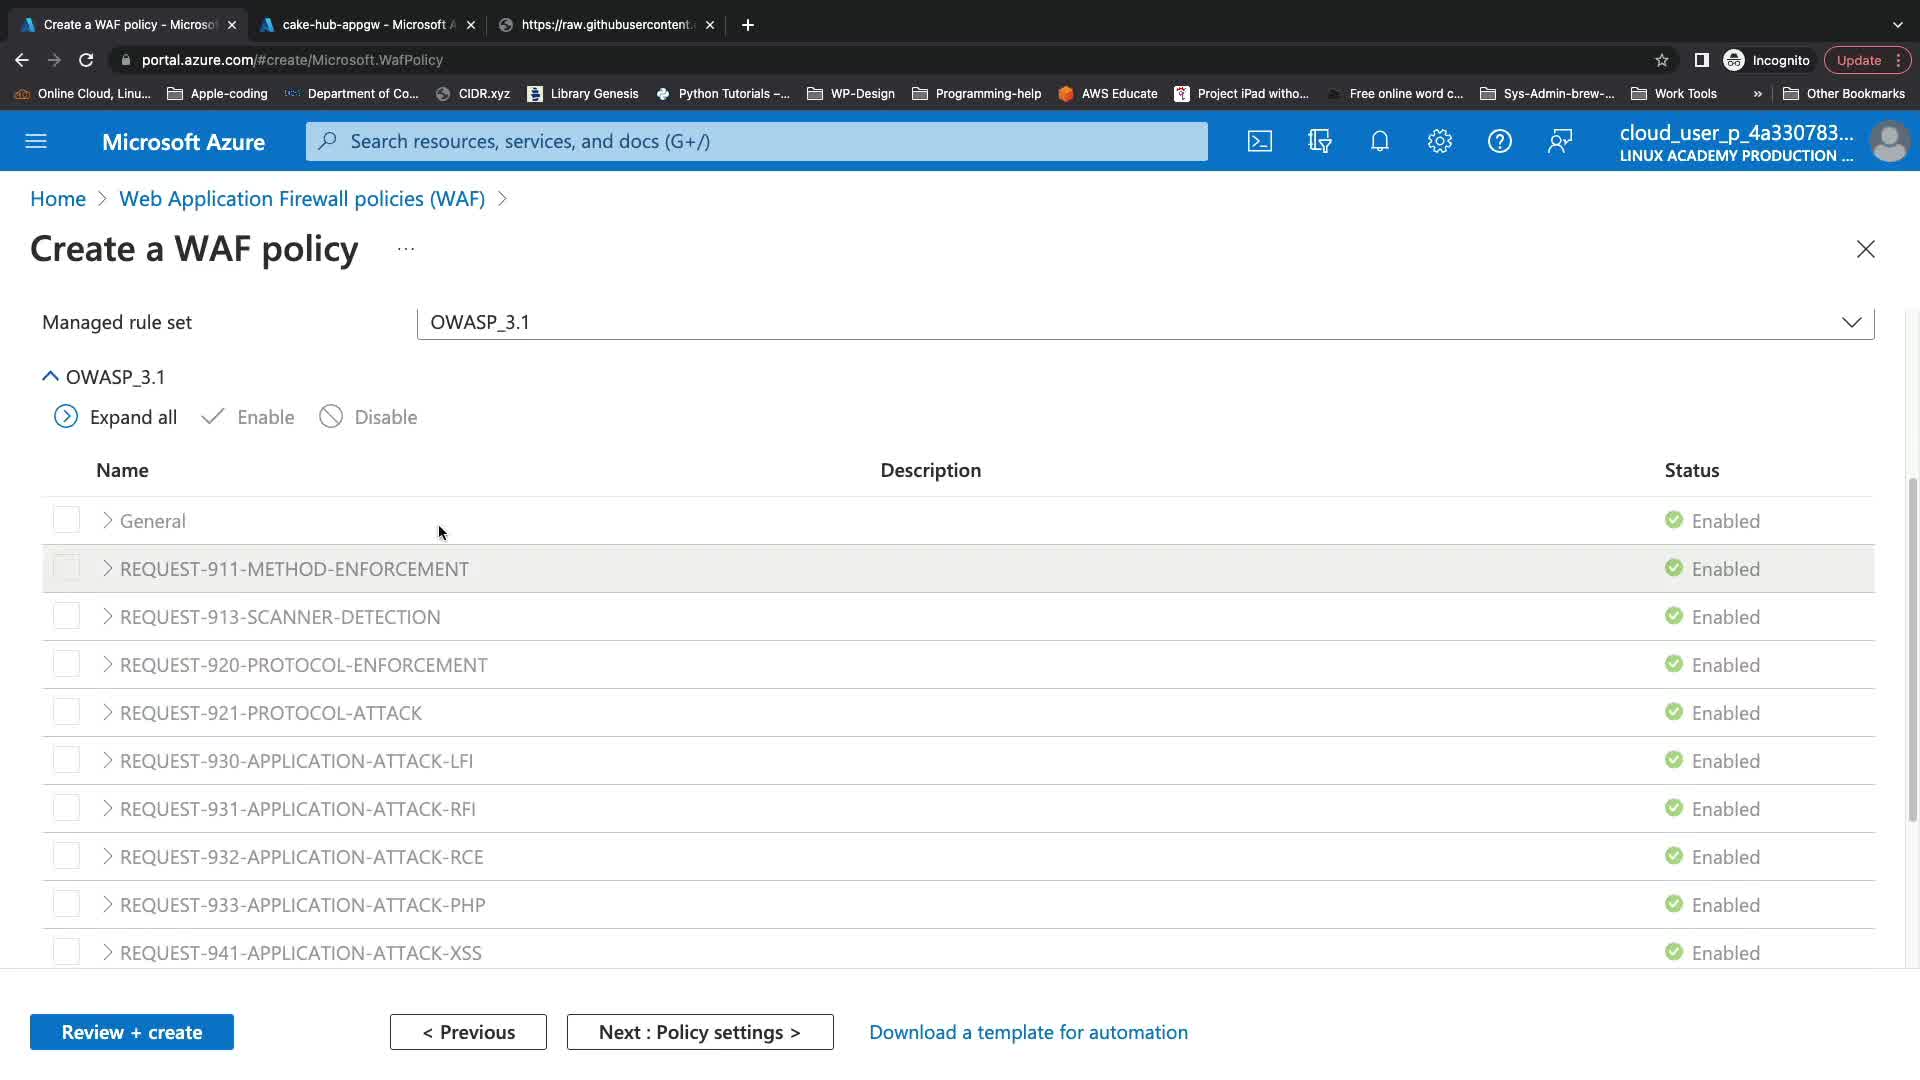 Create a WAF policy - Microso
cake-hub-appgw - Microsoft A
https://raw.githubusercontent.
portal.azure.com/#create/Microsoft.WafPolicy
Incognito
Update
Online Cloud, Linu...
Apple-coding
Department of Co...
CIDR.xyz
Library Genesis
Python Tutorials –...
WP-Design
Programming-help
AWS Educate
Project iPad witho...
Free online word c...
Sys-Admin-brew-...
Work Tools
»
Other Bookmarks
Microsoft Azure
Search resources, services, and docs (G+/)
cloud_user_p_4a330783...
LINUX ACADEMY PRODUCTION ...
Home > Web Application Firewall policies (WAF) >
Create a WAF policy ...
Managed rule set
OWASP_3.1
OWASP_3.1
Expand all Enable Disable
Name Description Status
General Enabled
REQUEST-911-METHOD-ENFORCEMENT Enabled
REQUEST-913-SCANNER-DETECTION Enabled
REQUEST-920-PROTOCOL-ENFORCEMENT Enabled
REQUEST-921-PROTOCOL-ATTACK Enabled
REQUEST-930-APPLICATION-ATTACK-LFI Enabled
REQUEST-931-APPLICATION-ATTACK-RFI Enabled
REQUEST-932-APPLICATION-ATTACK-RCE Enabled
REQUEST-933-APPLICATION-ATTACK-PHP Enabled
REQUEST-941-APPLICATION-ATTACK-XSS Enabled
Review + create
< Previous
Next : Policy settings >
Download a template for automation